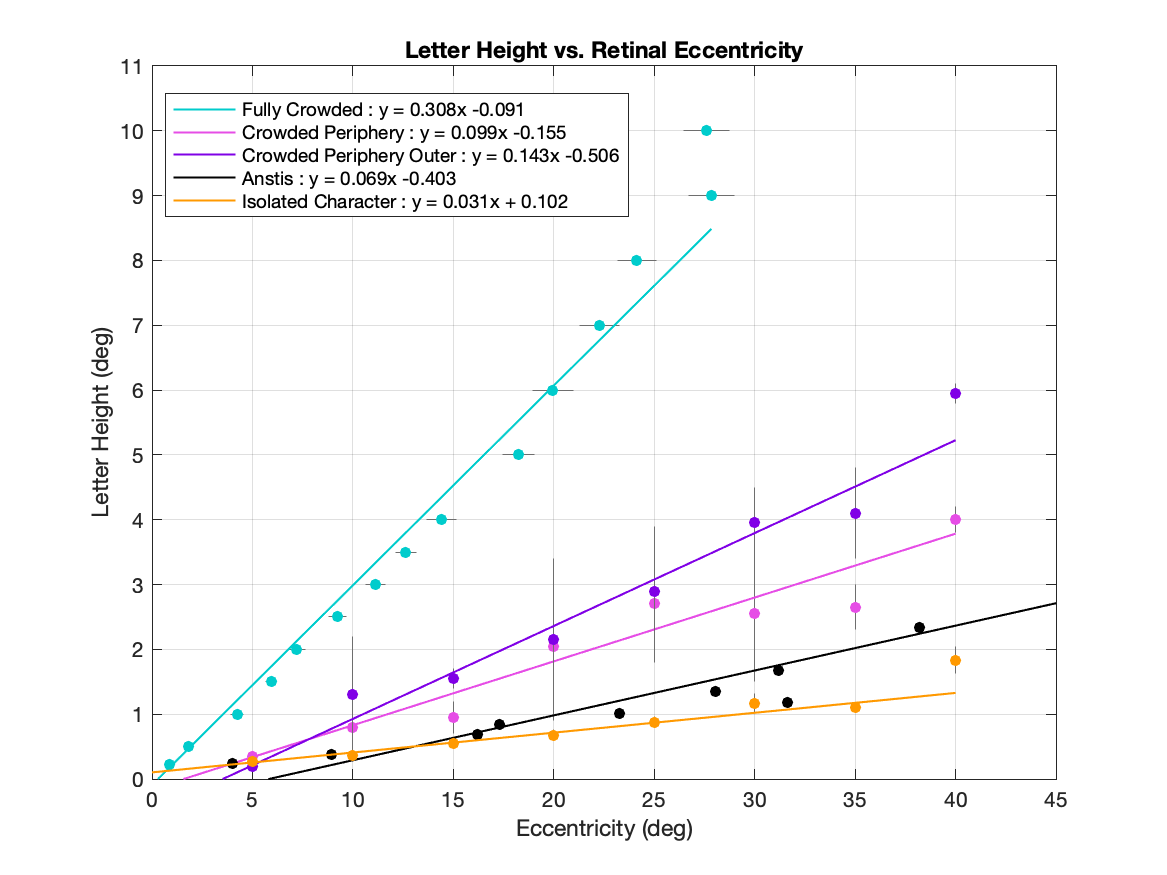 Letter Height vs. Retinal Eccentricity
11
10
9
8
7
6
5
4
3
2
1
0
Fully Crowded : y = 0.308x -0.091
Crowded Periphery : y = 0.099x -0.155
Crowded Periphery Outer : y = 0.143x -0.506
Anstis : y = 0.069x -0.403
Isolated Character : y = 0.031x + 0.102
Letter Height (deg)
0 5 10 15 20 25 30 35 40 45
Eccentricity (deg)